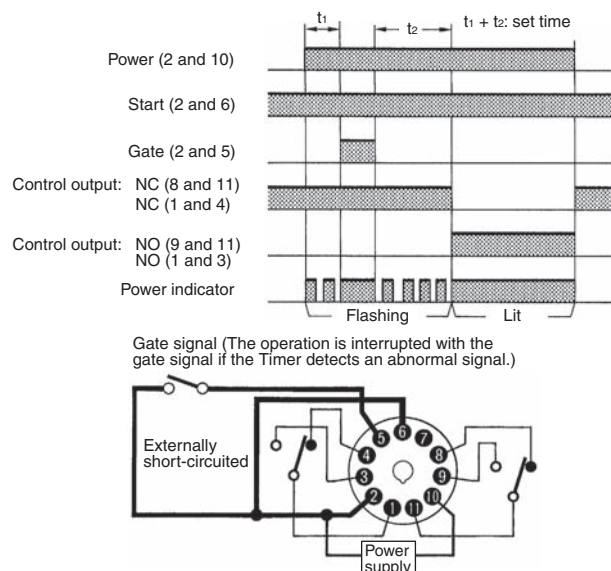 t1
t2
t1 + t2: set time
Power (2 and 10)
Start (2 and 6)
Gate (2 and 5)
Control output: NC (8 and 11)
NC (1 and 4)
Control output: NO (9 and 11)
NO (1 and 3)
Power indicator
Flashing
Lit
Gate signal (The operation is interrupted with the
gate signal if the Timer detects an abnormal signal.)
Externally
short-circuited
5 6 7
4 8
3 9
2 10
1 11
Power
supply